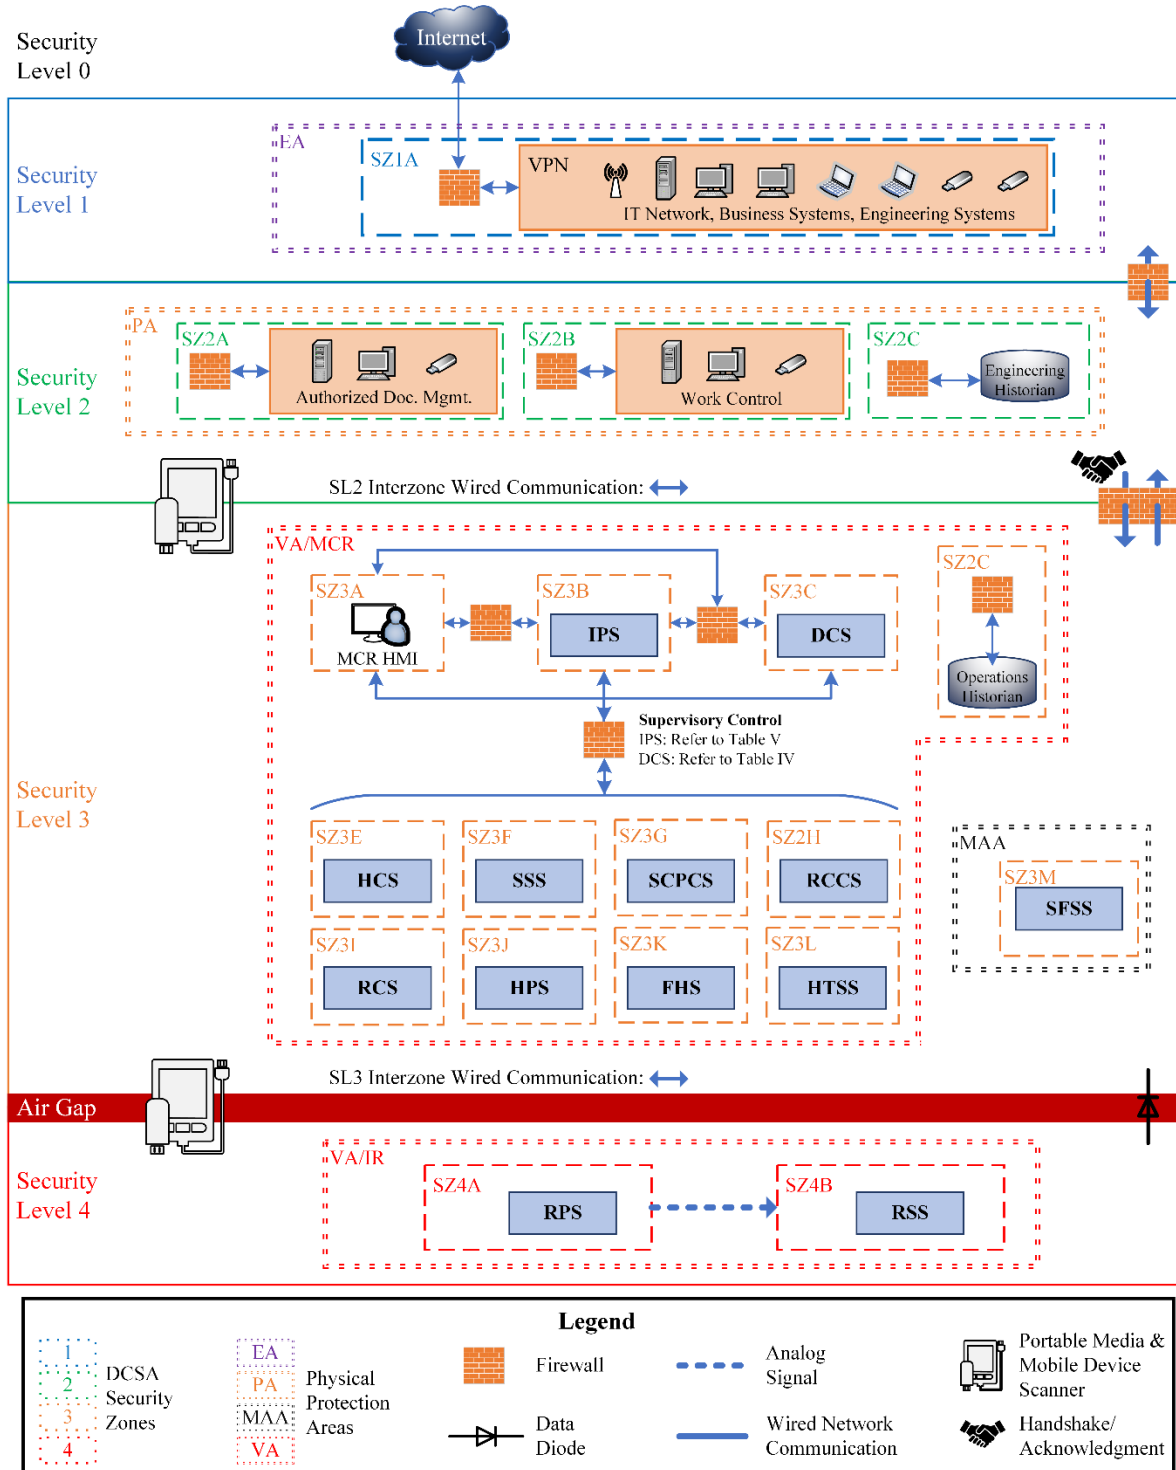 Security
Level 0
Internet
Security
Level 1
EA
SZ1A
VPN
IT Network, Business Systems, Engineering Systems
Security
Level 2
PA
SZ2A
Authorized Doc. Mgmt.
SZ2B
Work Control
SZ2C
Engineering
Historian
SL2 Interzone Wired Communication:
Security
Level 3
VA/MCR
SZ3A
MCR HMI
SZ3B
IPS
SZ3C
DCS
SZ2C
Operations
Historian
Supervisory Control
IPS: Refer to Table V
DCS: Refer to Table IV
SZ3E
HCS
SZ3F
SSS
SZ3G
SCPCS
SZ2H
RCCS
SZ3I
RCS
SZ3J
HPS
SZ3K
FHS
SZ3L
HTSS
MAA
SZ3M
SFSS
SL3 Interzone Wired Communication:
Air Gap
Security
Level 4
VA/IR
SZ4A
RPS
SZ4B
RSS
Legend
1
2
3
4
DCSA
Security
Zones
EA
PA
MAA
VA
Physical
Protection
Areas
Firewall
Data
Diode
Analog
Signal
Wired Network
Communication
Portable Media &
Mobile Device
Scanner
Handshake/
Acknowledgment